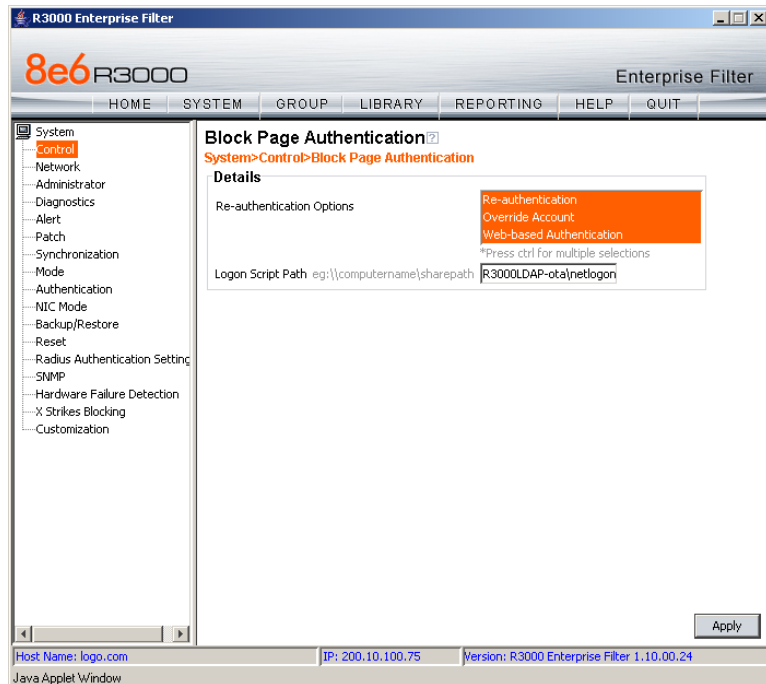 R3000 Enterprise Filter
8e6 R3000
Enterprise Filter
HOME SYSTEM GROUP LIBRARY REPORTING HELP QUIT
System
Control
Network
Administrator
Diagnostics
Alert
Patch
Synchronization
Mode
Authentication
NIC Mode
Backup/Restore
Reset
Radius Authentication Setting
SNMP
Hardware Failure Detection
X Strikes Blocking
Customization
Block Page Authentication ?
System>Control>Block Page Authentication
Details
Re-authentication Options
Re-authentication
Override Account
Web-based Authentication
*Press ctrl for multiple selections
Logon Script Path eg:\\computername\sharepath R3000LDAP-ota\netlogon
Apply
Host Name: logo.com IP: 200.10.100.75 Version: R3000 Enterprise Filter 1.10.00.24
Java Applet Window